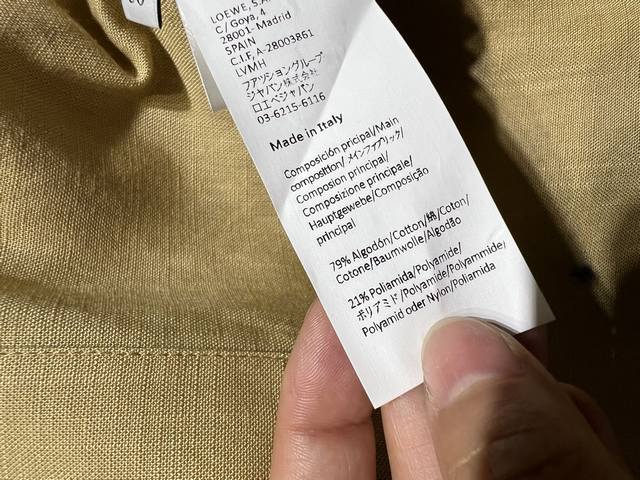 LOEWE, S.A.
C/ Goya, 4
28001- Madrid
SPAIN
C.I.F. A-28003861
LVMH
ファッショングループ
ジャパン株式会社
ロエベジャパン
03-6215-6116
Made in Italy
Composición pricipal/Main
composition/メインファブリック/
Composion principal/
Composizione principale/
Hauptgewebe/Composição
principal
79% Algodón/Cotton/綿/Coton/
Cotone/Baumwolle/Algodão
21% Poliamida/Polyamide/
ポリアミド/Polyamide/Polyammide,
Polyamid oder Nylon/Poliamida